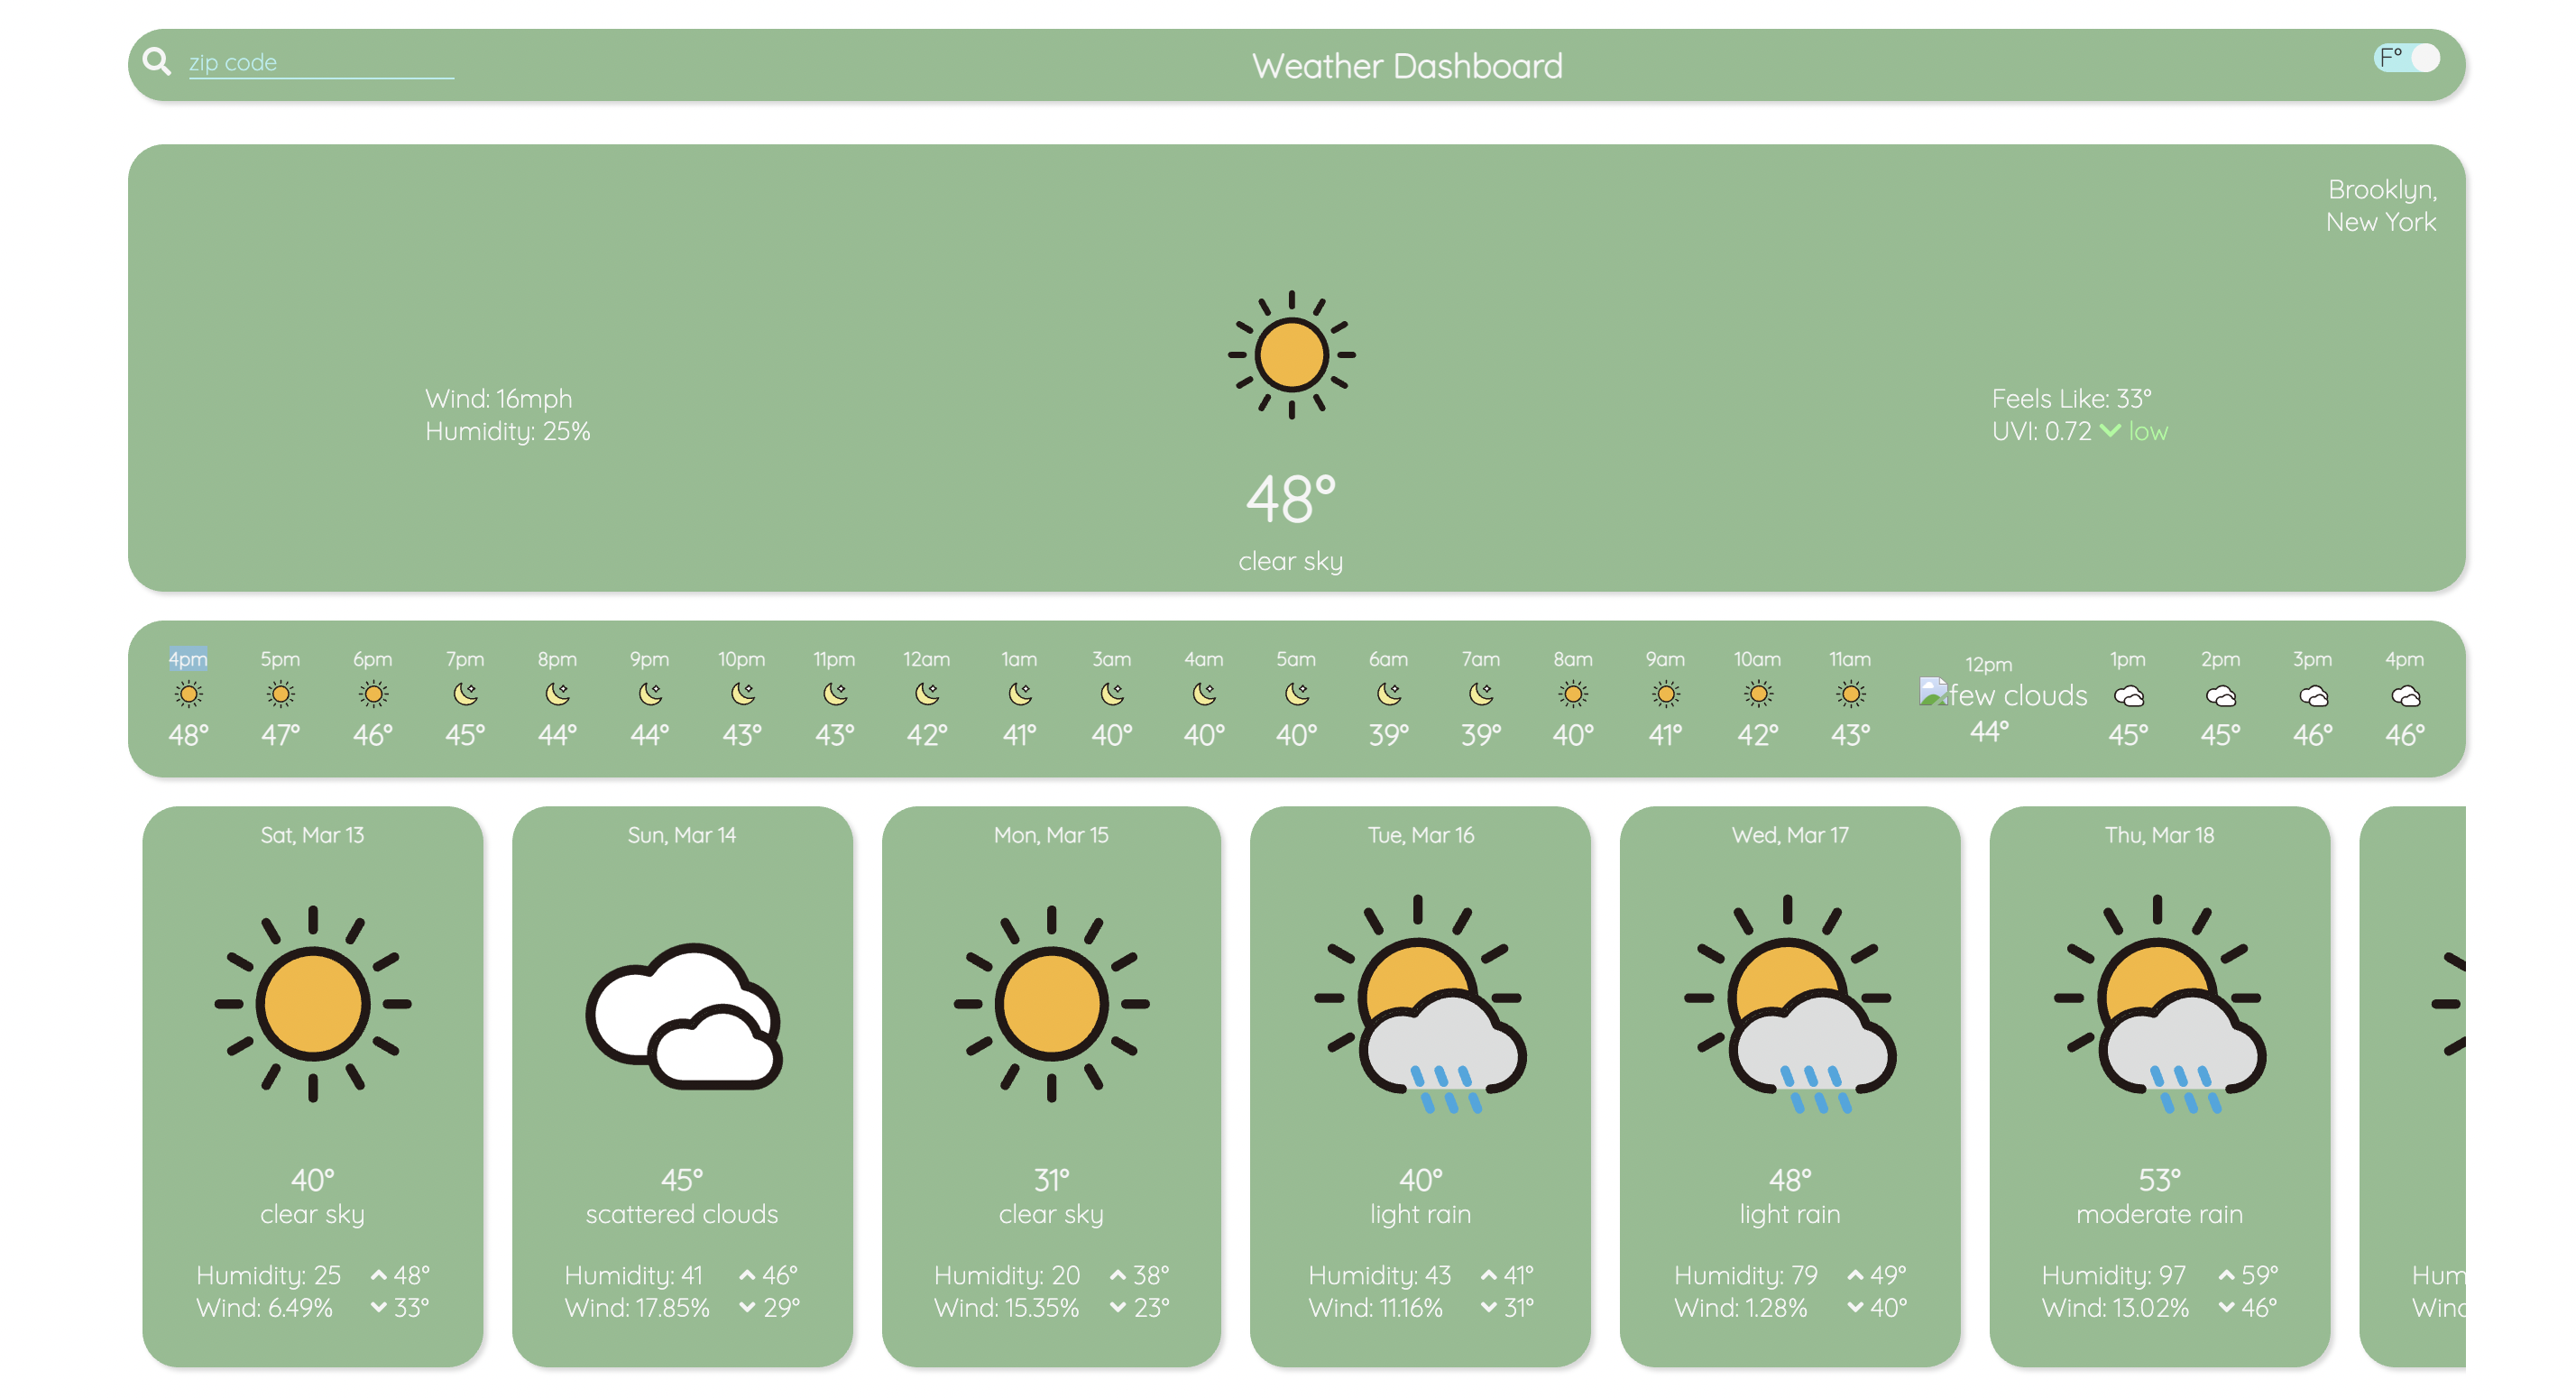 zip code
Weather Dashboard
F°
Brooklyn,
New York
Wind: 16mph
Humidity: 25%
Feels Like: 33°
UVI: 0.72 low
48°
clear sky
4pm 5pm 6pm 7pm 8pm 9pm 10pm 11pm 12am 1am 3am 4am 5am 6am 7am 8am 9am 10am 11am 12pm 1pm 2pm 3pm 4pm
few clouds
48° 47° 46° 45° 44° 44° 43° 43° 42° 41° 40° 40° 40° 39° 39° 40° 41° 42° 43° 44° 45° 45° 46° 46°
Sat, Mar 13
40°
clear sky
Humidity: 25 48°
Wind: 6.49% 33°
Sun, Mar 14
45°
scattered clouds
Humidity: 41 46°
Wind: 17.85% 29°
Mon, Mar 15
31°
clear sky
Humidity: 20 38°
Wind: 15.35% 23°
Tue, Mar 16
40°
light rain
Humidity: 43 41°
Wind: 11.16% 31°
Wed, Mar 17
48°
light rain
Humidity: 79 49°
Wind: 1.28% 40°
Thu, Mar 18
53°
moderate rain
Humidity: 97 59°
Wind: 13.02% 46°